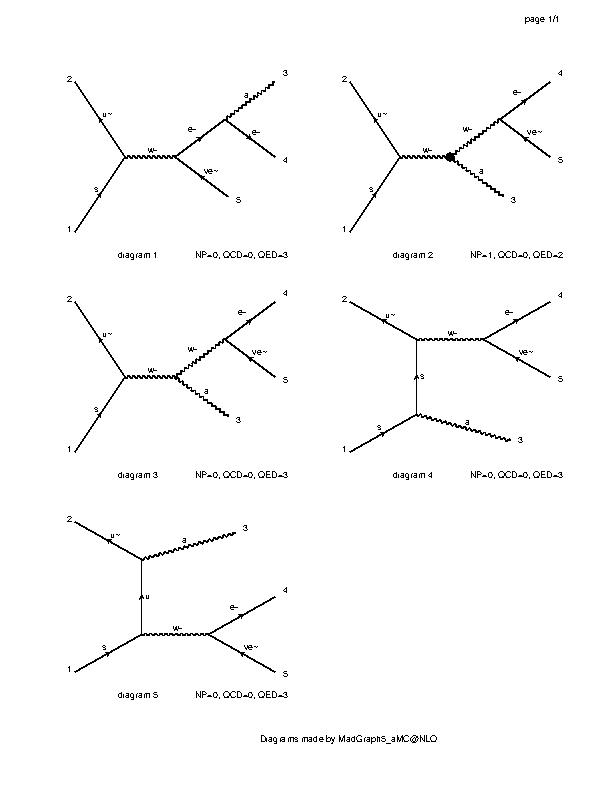 page 1/1
2
3
a
u~
e-
e-
w-
ve~
s
4
5
1
diagram 1 NP=0, QCD=0, QED=3
2
4
e-
u~
w-
ve~
w-
a
s
5
3
1
diagram 2 NP=1, QCD=0, QED=2
2
4
e-
u~
w-
ve~
w-
a
s
5
3
1
diagram 3 NP=0, QCD=0, QED=3
2
4
u~
e-
w-
ve~
s
5
s
a
3
1
diagram 4 NP=0, QCD=0, QED=3
2
3
u~
a
u
4
e-
w-
s
ve~
1
5
diagram 5 NP=0, QCD=0, QED=3
Diagrams made by MadGraph5_aMC@NLO